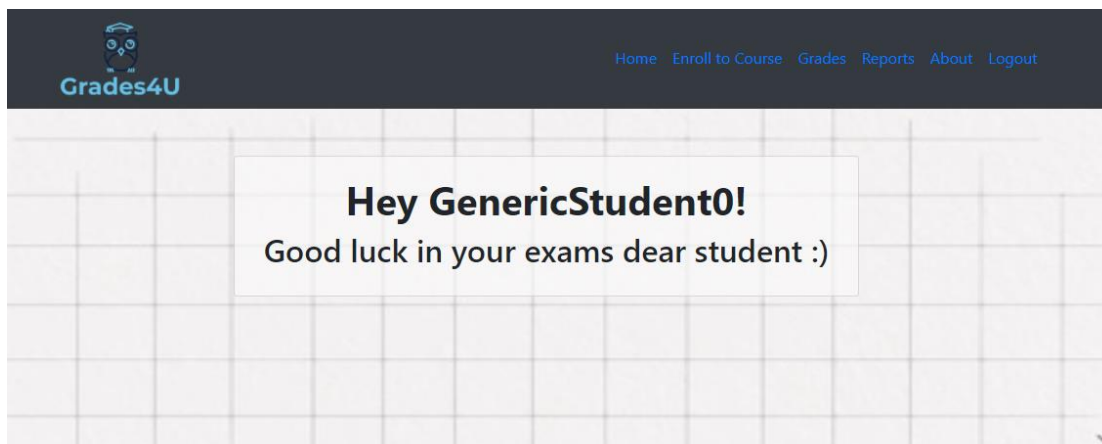 Grades4U
Home Enroll to Course Grades Reports About Logout
Hey GenericStudent0!
Good luck in your exams dear student :)